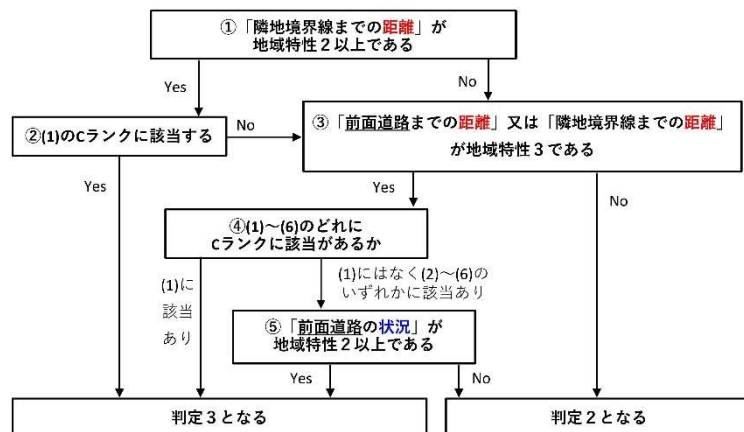 ①「隣地境界線までの距離」が
地域特性２以上である
Yes
No
②(1)のCランクに該当する
No
③「前面道路までの距離」又は「隣地境界線までの距離」
が地域特性３である
Yes
Yes
No
④(1)～(6)のどれに
Cランクに該当があるか
(1)に
該当
あり
(1)にはなく(2)～(6)の
いずれかに該当あり
⑤「前面道路の状況」が
地域特性２以上である
Yes
No
判定３となる
判定２となる